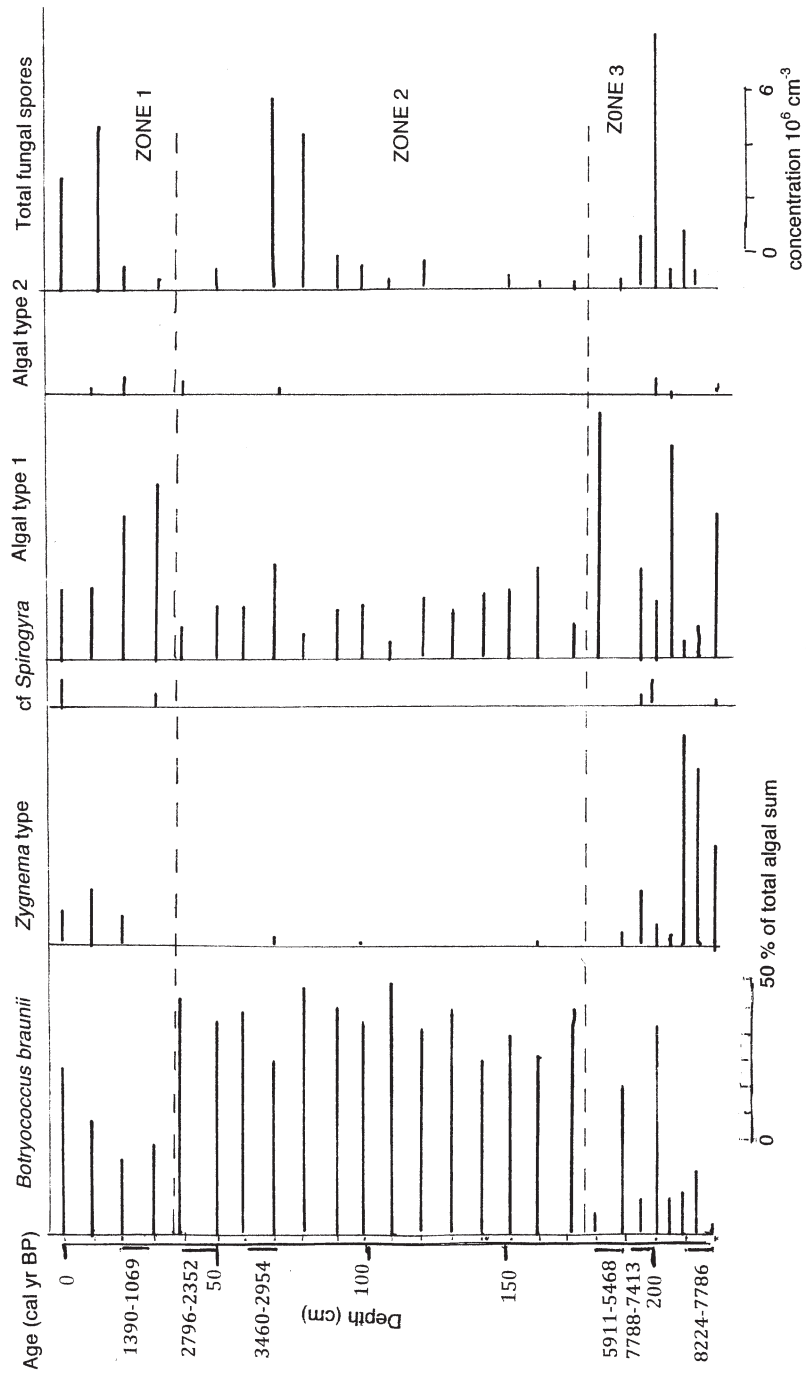 Age (cal yr BP)
Botryococcus braunii
Zygnema type
cf Spirogyra
Algal type 1
Algal type 2
Total fungal spores
0
1390-1069
2796-2352
50
3460-2954
100
Depth (cm)
150
5911-5468
7788-7413
200
8224-7786
ZONE 1
ZONE 2
Z0NE 3
0
50 % of total algal sum
0
6
concentration 10⁶ cm⁻³